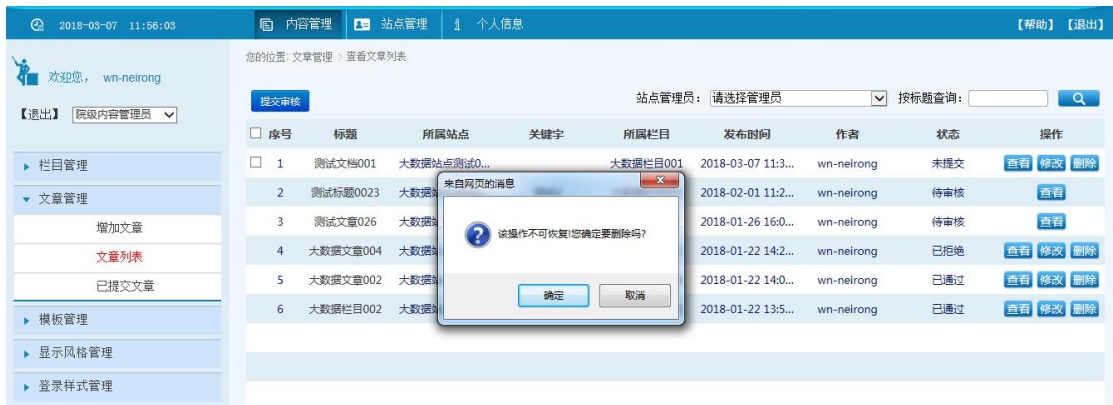 2018-03-07 11:56:03
内容管理
站点管理
个人信息
【帮助】
【退出】
欢迎您， wn-neirong
【退出】 院级内容管理员
栏目管理
文章管理
增加文章
文章列表
已提交文章
模板管理
显示风格管理
登录样式管理
您的位置: 文章管理 > 查看文章列表
提交审核
站点管理员： 请选择管理员
按标题查询：
序号 标题 所属站点 关键字 所属栏目 发布时间 作者 状态 操作
1 测试文档001 大数据站点测试0... 大数据栏目001 2018-03-07 11:3... wn-neirong 未提交 查看 修改 删除
2 测试标题0023 大数据 2018-02-01 11:2... wn-neirong 待审核 查看
3 测试文章026 大数据 2018-01-26 16:0... wn-neirong 待审核 查看
4 大数据文章004 大数据 2018-01-22 14:2... wn-neirong 已拒绝 查看 修改 删除
5 大数据文章002 大数据 2018-01-22 14:0... wn-neirong 已通过 查看 修改 删除
6 大数据栏目002 大数据 2018-01-22 13:5... wn-neirong 已通过 查看 修改 删除
来自网页的消息
该操作不可恢复!您确定要删除吗?
确定
取消